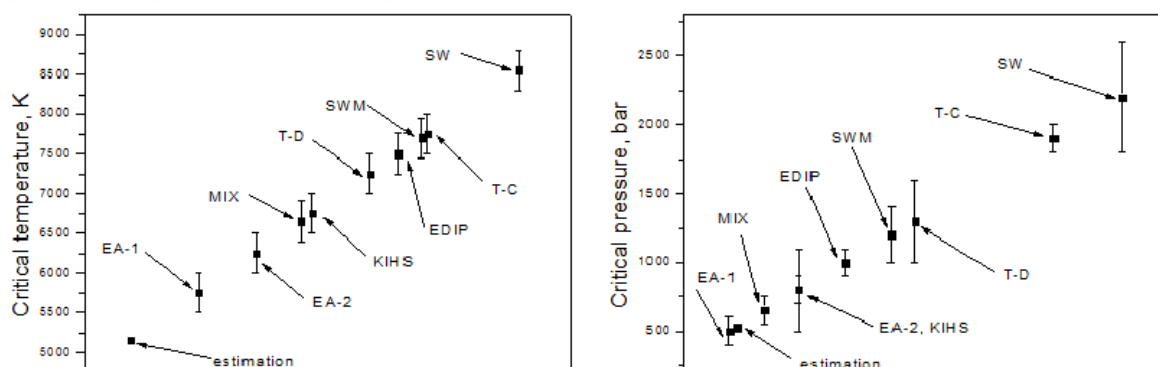 Critical temperature, K
9000
8500
8000
7500
7000
6500
6000
5500
5000
SW
SWM
T-D
T-C
MIX
EDIP
KIHS
EA-1
EA-2
estimation
Critical pressure, bar
2500
2000
1500
1000
500
SW
T-C
SWM
EDIP
MIX
T-D
EA-1
EA-2, KIHS
estimation